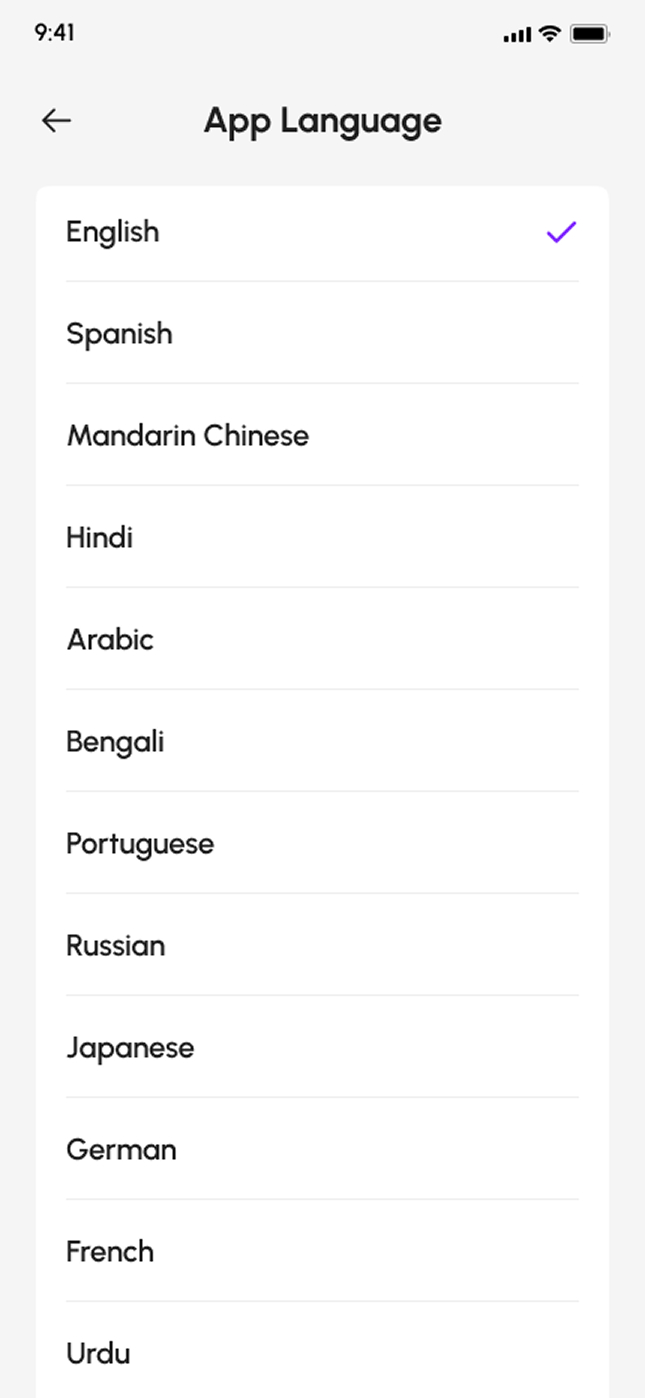 9:41
App Language
English
Spanish
Mandarin Chinese
Hindi
Arabic
Bengali
Portuguese
Russian
Japanese
German
French
Urdu